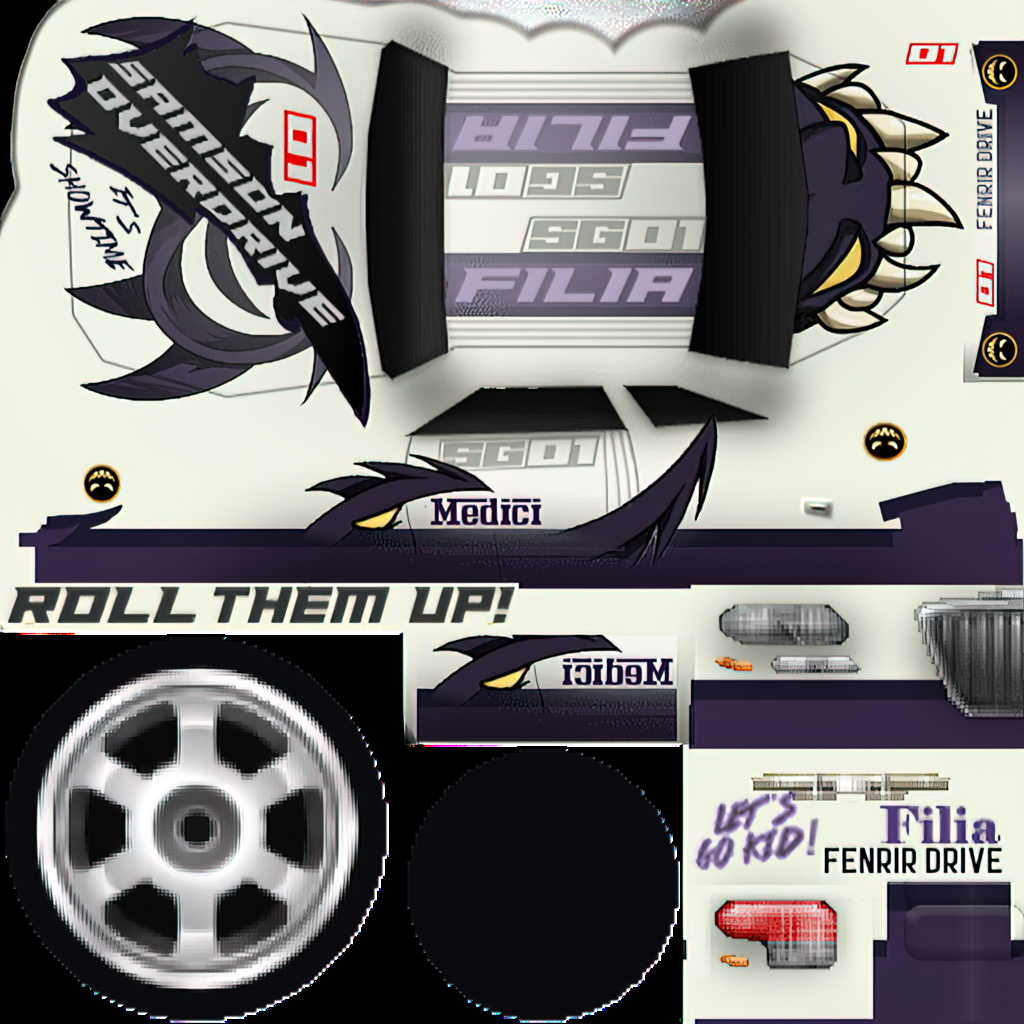 SAMSON
OVERDRIVE
01
IT'S
SHOWTIME
FILIA
SG01
SG01
FILIA
01
FENRIR DRIVE
01
SG01
Medici
ROLL THEM UP!
Medici
LET'S
GO KID!
Filia
FENRIR DRIVE